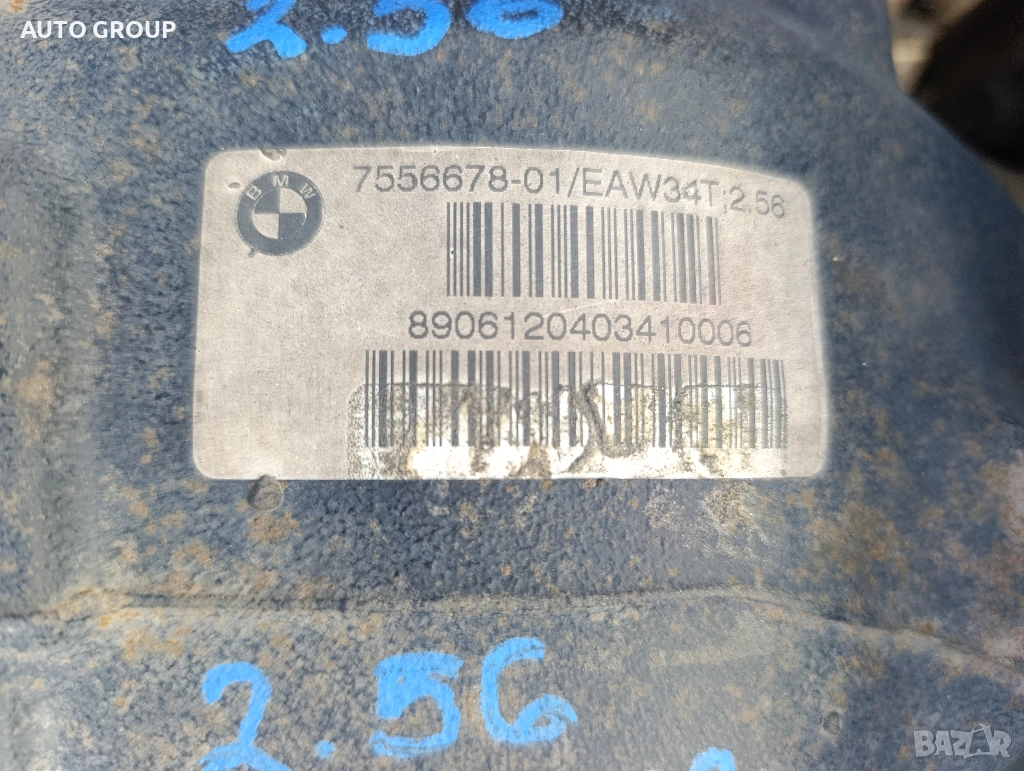 AUTO GROUP
2.56
BMW
7556678-01/EAW34T;2.56
8906120403410006
2.56
BAZAR